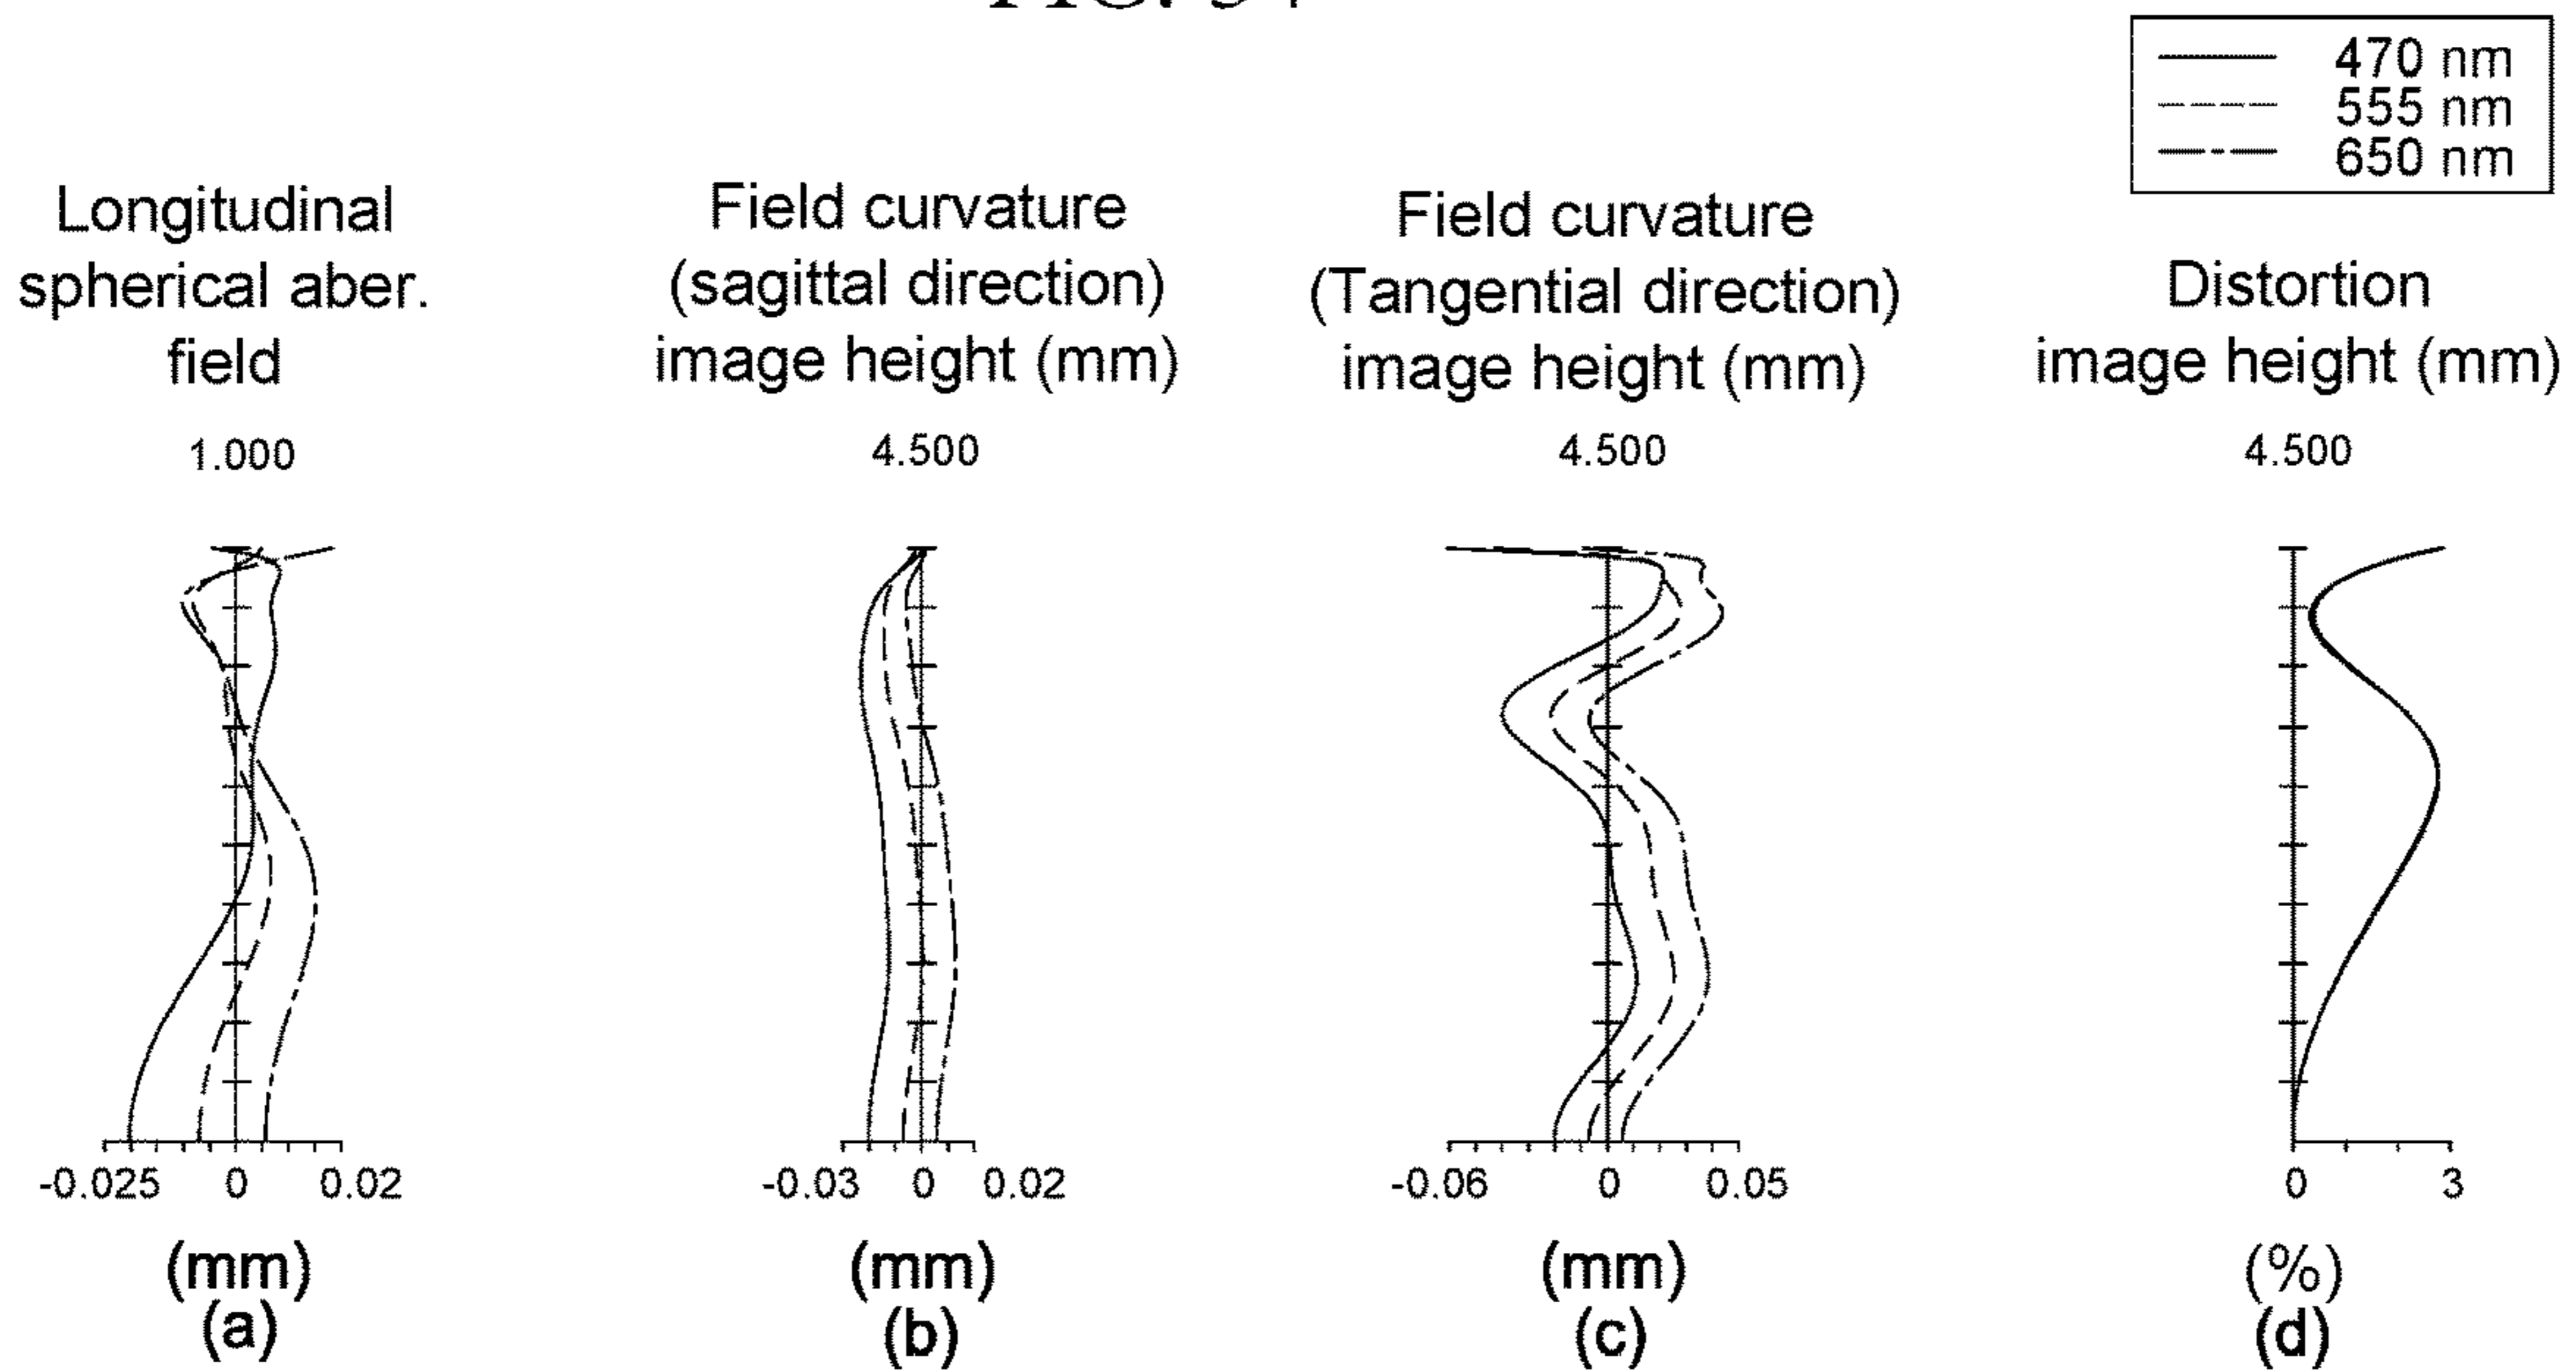 470 nm
555 nm
650 nm
Longitudinal
spherical aber.
field
1.000
-0.025 0 0.02
(mm)
(a)
Field curvature
(sagittal direction)
image height (mm)
4.500
-0.03 0 0.02
(mm)
(b)
Field curvature
(Tangential direction)
image height (mm)
4.500
-0.06 0 0.05
(mm)
(c)
Distortion
image height (mm)
4.500
0 3
(%)
(d)